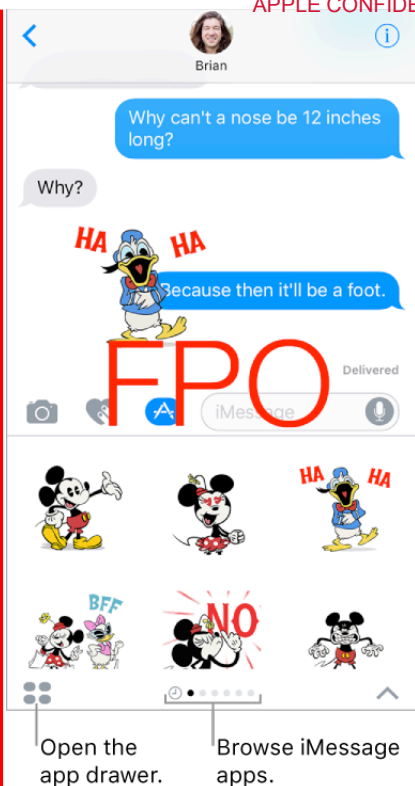 APPLE CONFIDE
Brian
Why can't a nose be 12 inches
long?
Why?
HA HA
Because then it'll be a foot.
FPO
Delivered
iMessage
HA HA
BFF
NO
Open the
app drawer.
Browse iMessage
apps.